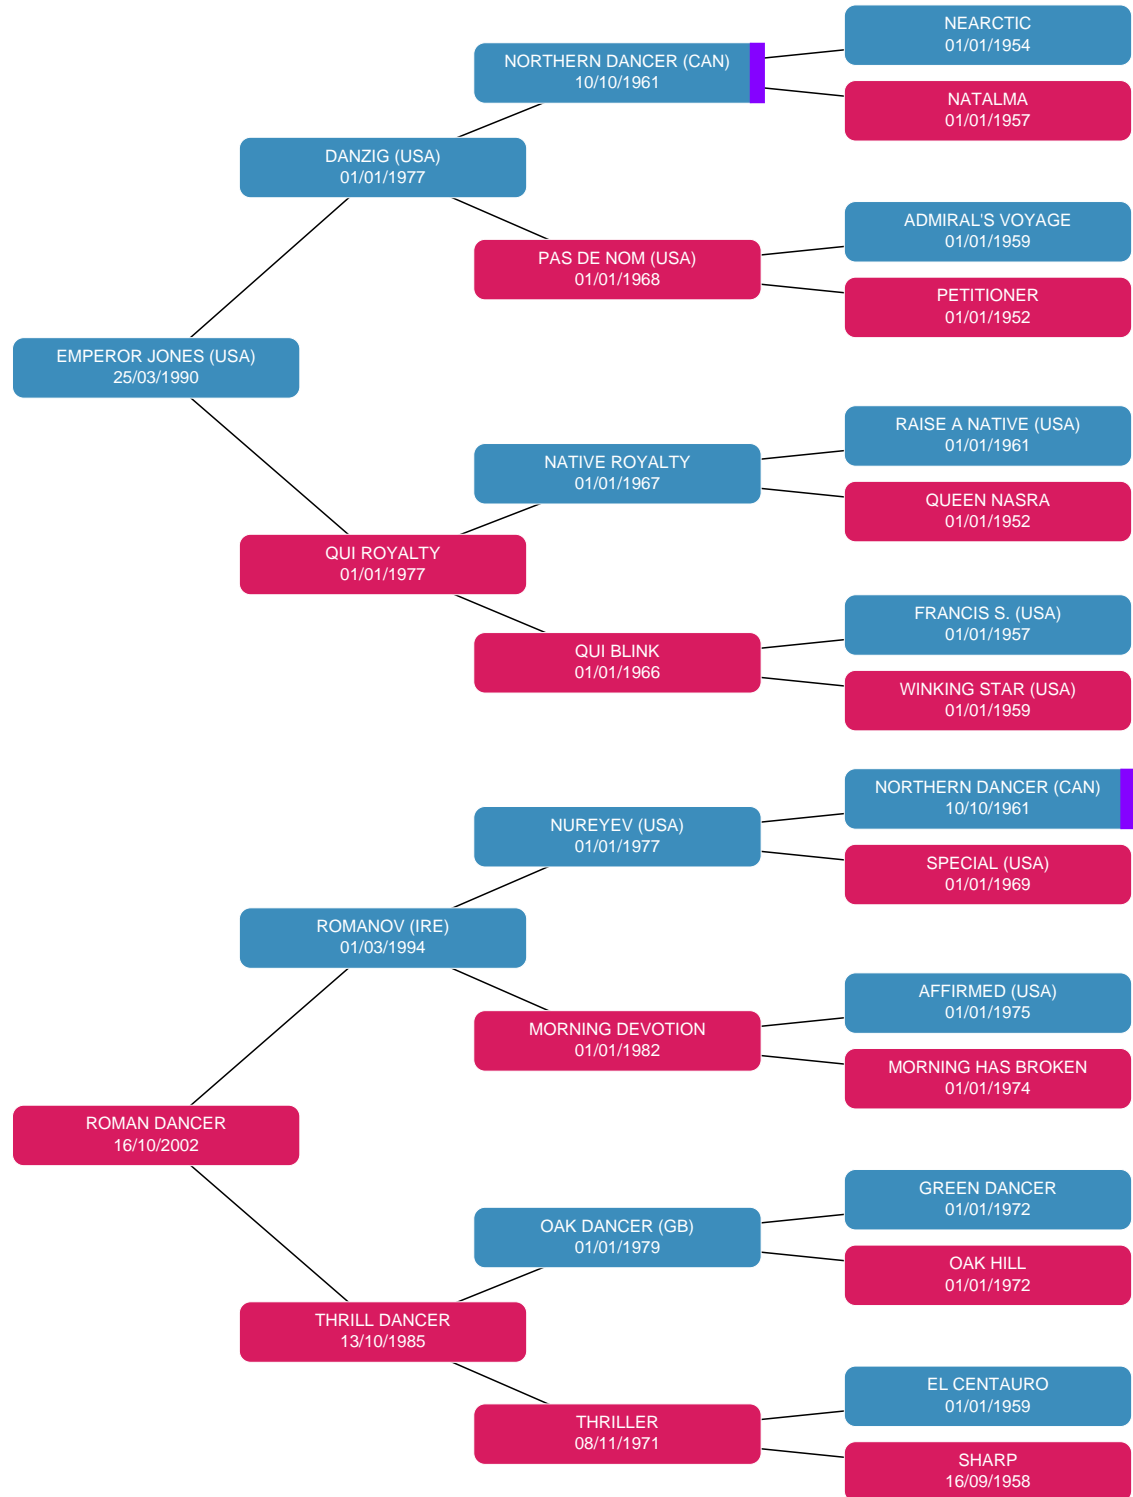 NEARCTIC
01/01/1954
NORTHERN DANCER (CAN)
10/10/1961
NATALMA
01/01/1957
DANZIG (USA)
01/01/1977
ADMIRAL'S VOYAGE
01/01/1959
PAS DE NOM (USA)
01/01/1968
PETITIONER
01/01/1952
EMPEROR JONES (USA)
25/03/1990
RAISE A NATIVE (USA)
01/01/1961
NATIVE ROYALTY
01/01/1967
QUEEN NASRA
01/01/1952
QUI ROYALTY
01/01/1977
FRANCIS S. (USA)
01/01/1957
QUI BLINK
01/01/1966
WINKING STAR (USA)
01/01/1959
NORTHERN DANCER (CAN)
10/10/1961
NUREYEV (USA)
01/01/1977
SPECIAL (USA)
01/01/1969
ROMANOV (IRE)
01/03/1994
AFFIRMED (USA)
01/01/1975
MORNING DEVOTION
01/01/1982
MORNING HAS BROKEN
01/01/1974
ROMAN DANCER
16/10/2002
GREEN DANCER
01/01/1972
OAK DANCER (GB)
01/01/1979
OAK HILL
01/01/1972
THRILL DANCER
13/10/1985
EL CENTAURO
01/01/1959
THRILLER
08/11/1971
SHARP
16/09/1958